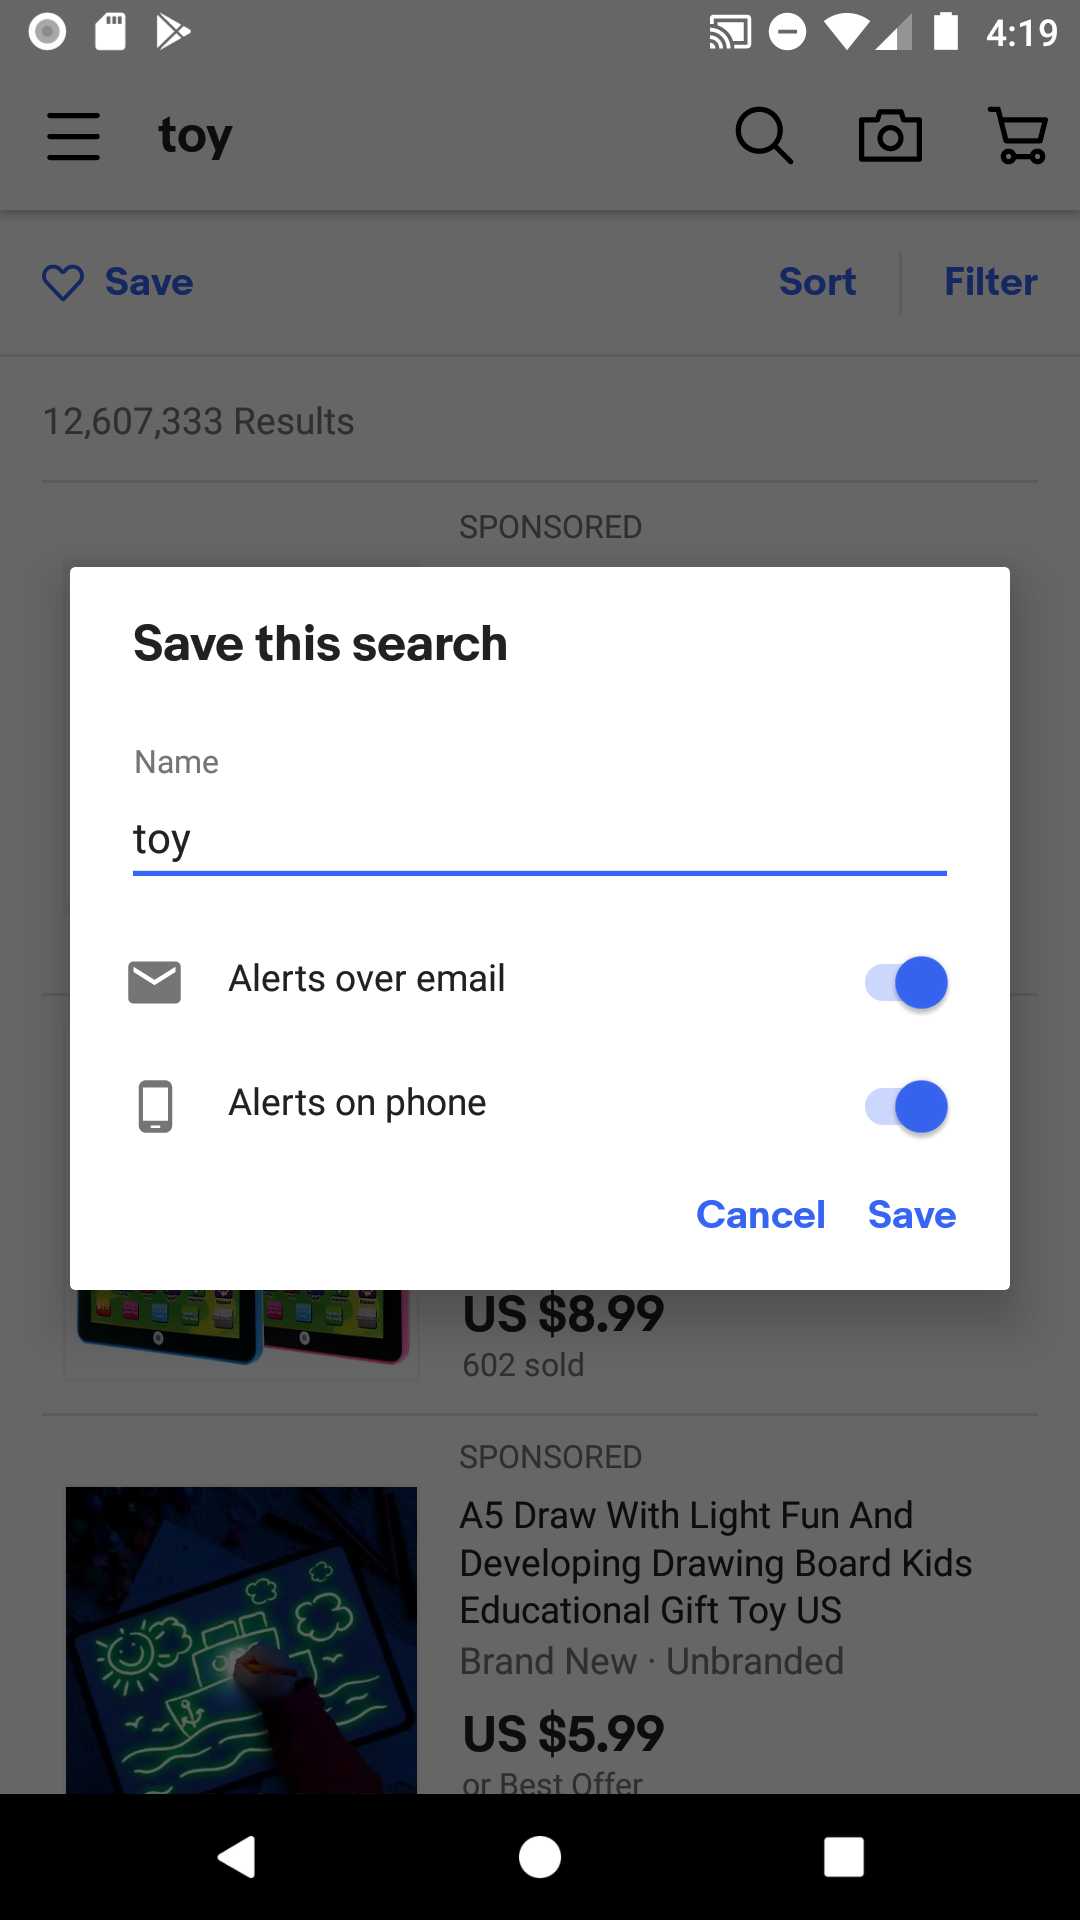 4:19
toy
Save
Sort
Filter
12,607,333 Results
SPONSORED
Save this search
Name
toy
Alerts over email
Alerts on phone
Cancel
Save
US $8.99
602 sold
SPONSORED
A5 Draw With Light Fun And
Developing Drawing Board Kids
Educational Gift Toy US
Brand New · Unbranded
US $5.99
or Best Offer